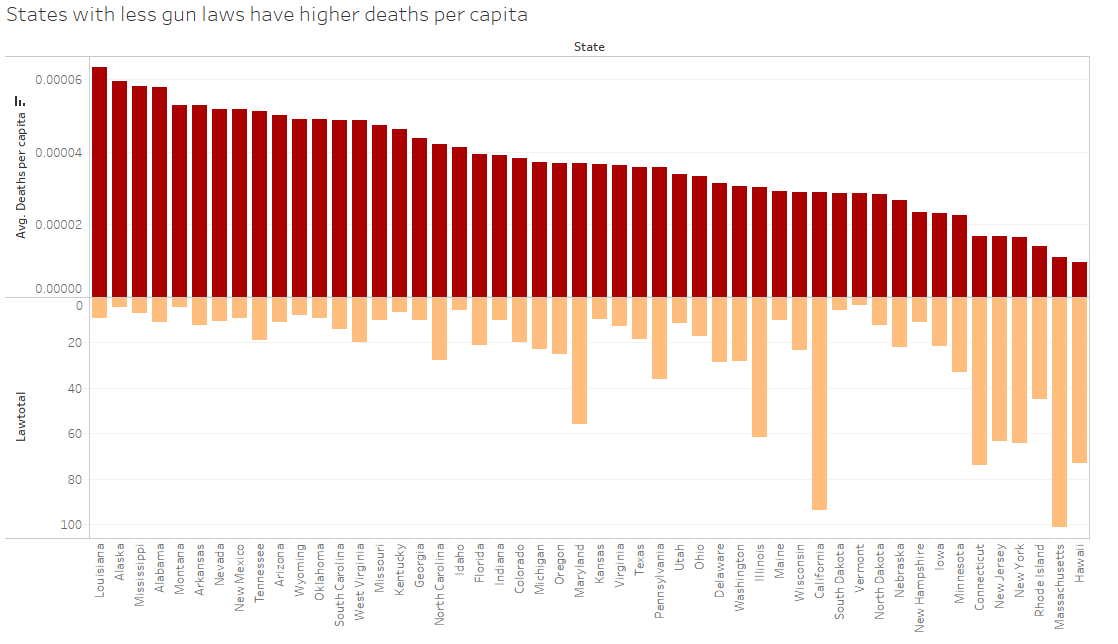 States with less gun laws have higher deaths per capita
State
Avg. Deaths per capita
0.00006
0.00004
0.00002
0.00000
Lawtotal
0
20
40
60
80
100
Louisiana
Alaska
Mississippi
Alabama
Montana
Arkansas
Nevada
New Mexico
Tennessee
Arizona
Wyoming
Oklahoma
South Carolina
West Virginia
Missouri
Kentucky
Georgia
North Carolina
Idaho
Florida
Indiana
Colorado
Michigan
Oregon
Maryland
Kansas
Virginia
Texas
Pennsylvania
Utah
Ohio
Delaware
Washington
Illinois
Maine
Wisconsin
California
South Dakota
Vermont
North Dakota
Nebraska
New Hampshire
Iowa
Minnesota
Connecticut
New Jersey
New York
Rhode Island
Massachusetts
Hawaii